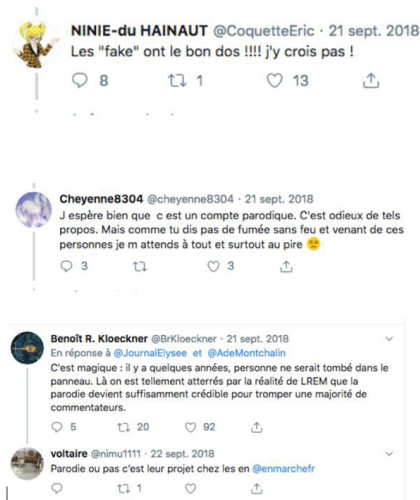 NINIE-du HAINAUT @CoquetteEric · 21 sept. 2018
Les "fake" ont le bon dos !!!! j'y crois pas !
8 1 13
Cheyenne8304 @cheyenne8304 · 21 sept. 2018
J espère bien que c est un compte parodique. C'est odieux de tels
propos. Mais comme tu dis pas de fumée sans feu et venant de ces
personnes je m attends à tout et surtout au pire
3 3
Benoît R. Kloeckner @BrKloeckner · 21 sept. 2018
En réponse à @JournalElysee et @AdeMontchalin
C'est magique : il y a quelques années, personne ne serait tombé dans le
panneau. Là on est tellement atterrés par la réalité de LREM que la
parodie devient suffisamment crédible pour tromper une majorité de
commentateurs.
5 20 92
voltaire @nimu1111 · 22 sept. 2018
Parodie ou pas c'est leur projet chez les en @enmarchefr
1